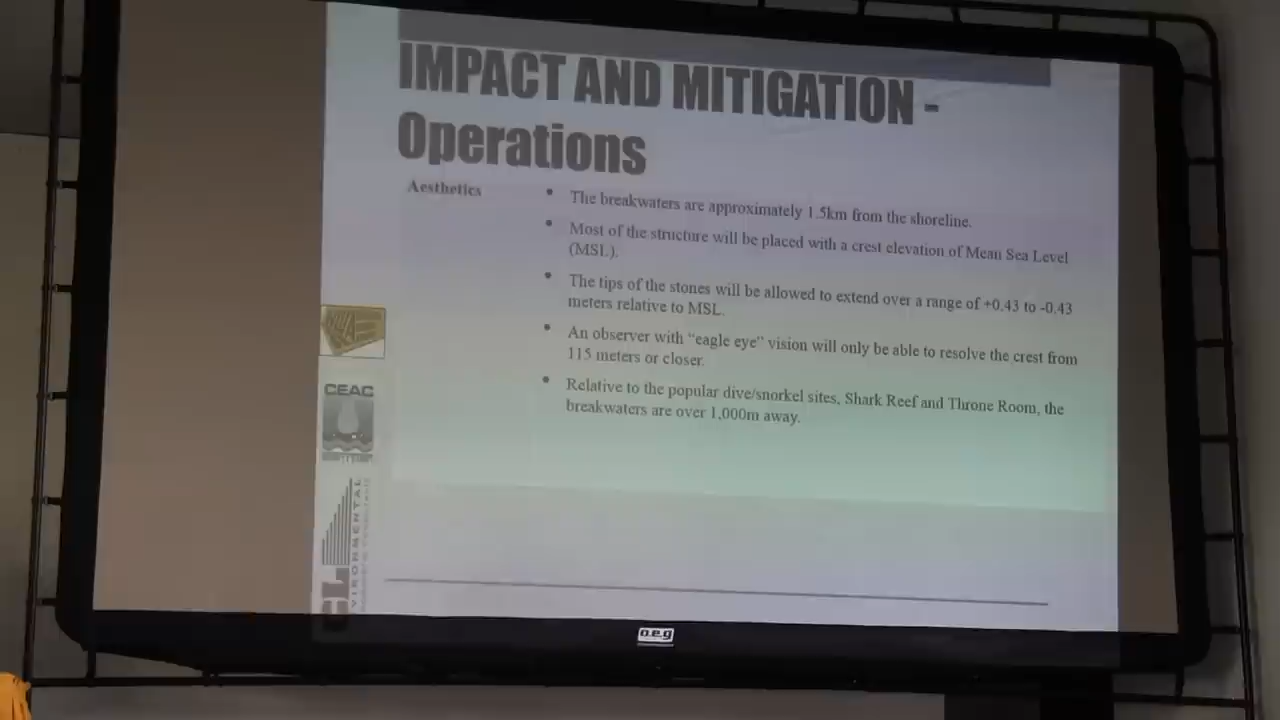 IMPACT AND MITIGATION -
Operations
Aesthetics
• The breakwaters are approximately 1.5km from the shoreline.
• Most of the structure will be placed with a crest elevation of Mean Sea Level
(MSL).
• The tips of the stones will be allowed to extend over a range of +0.43 to -0.43
meters relative to MSL.
• An observer with “eagle eye” vision will only be able to resolve the crest from
115 meters or closer.
• Relative to the popular dive/snorkel sites, Shark Reef and Throne Room, the
breakwaters are over 1,000m away.
CEAC
CL
ENVIRONMENTAL
o.e.g